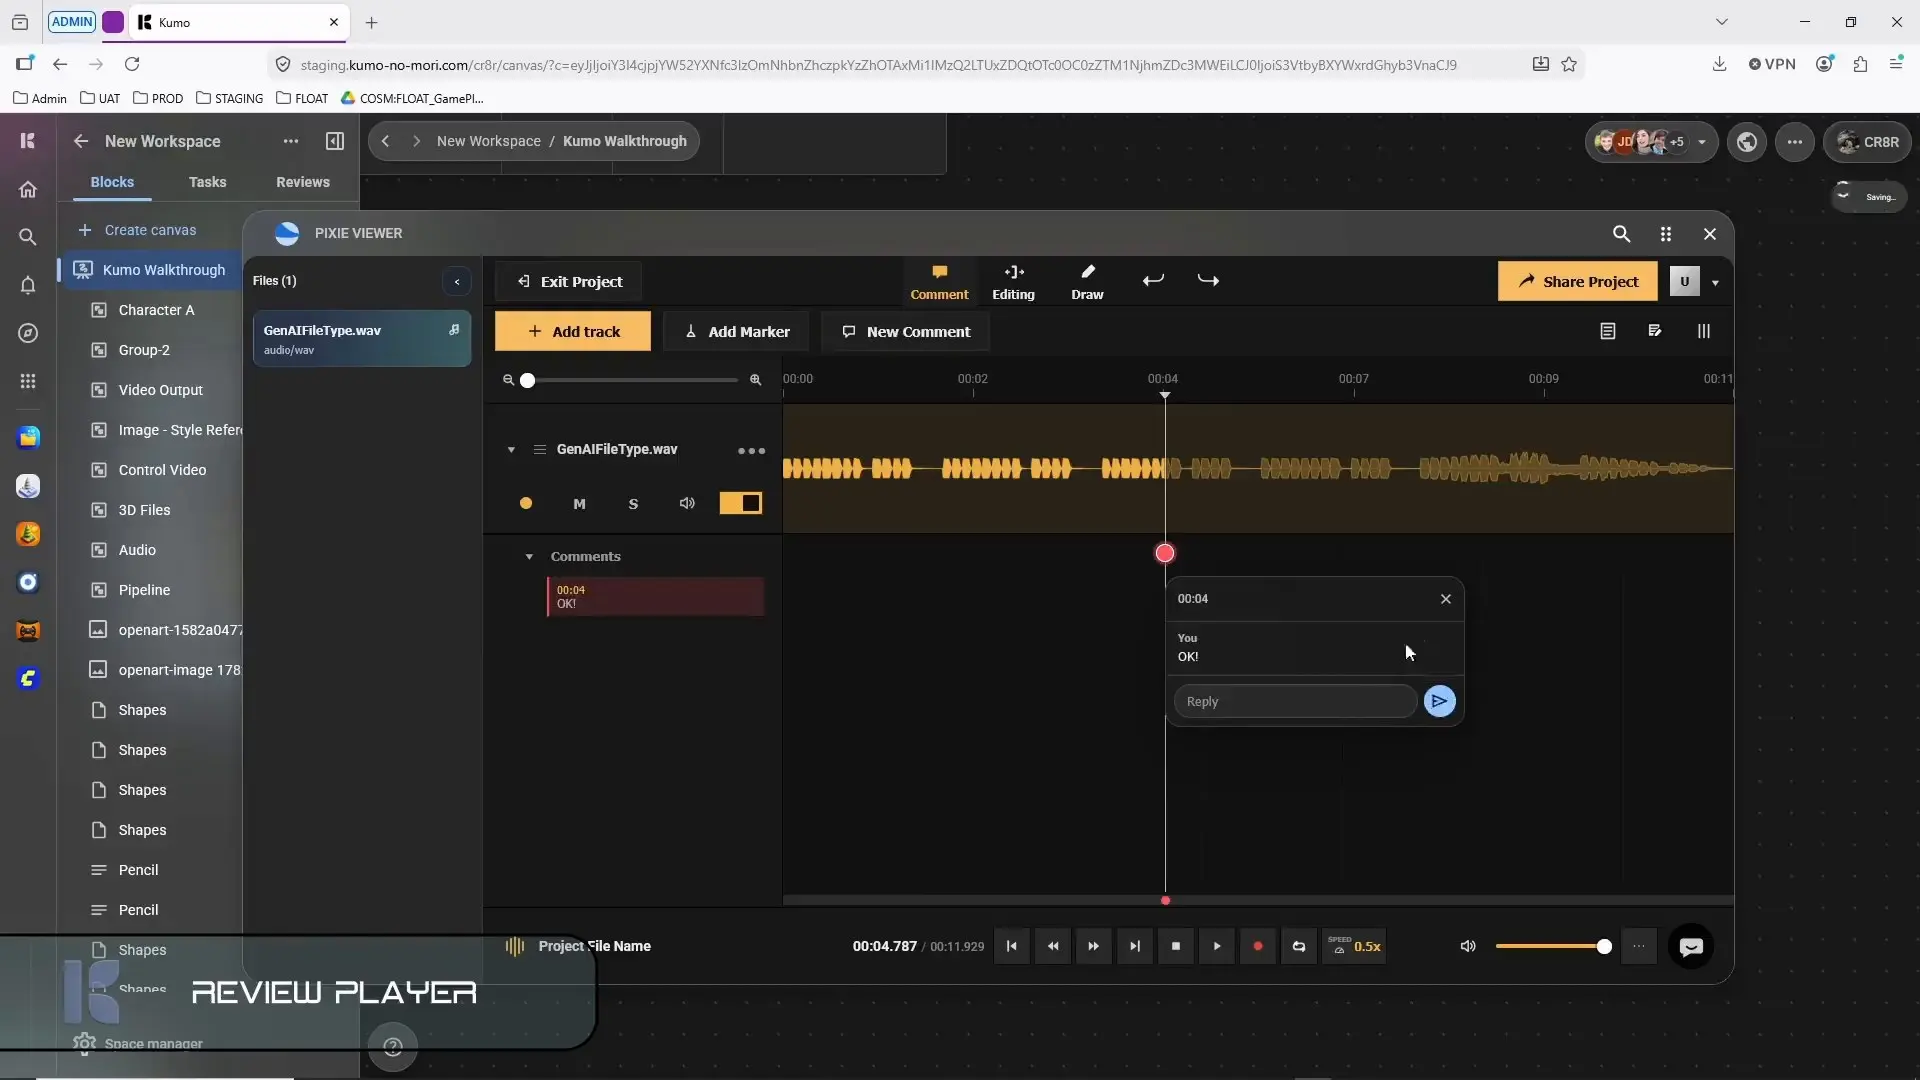 ADMIN
Kumo
staging.kumo-no-mori.com/cr8r/canvas/?c=eyJjIjoiY3I4cjpjYW52YXNfc3IzOmNhbnZhczpkYzZhOTAxMi1lMzQ2LTUxZDQtOTc0OC0zZTM1NjhmZDc3MWEiLCJ0IjoiS3VtbyBXYWxrdGhyb3VnaCJ9
VPN
Admin
UAT
PROD
STAGING
FLOAT
COSM:FLOAT_GamePl...
New Workspace
New Workspace / Kumo Walkthrough
JD
+5
CR8R
Blocks
Tasks
Reviews
Saving...
Create canvas
Kumo Walkthrough
Character A
Group-2
Video Output
Image - Style Refer
Control Video
3D Files
Audio
Pipeline
openart-1582a0477
openart-image 178
Shapes
Shapes
Shapes
Shapes
Pencil
Pencil
Shapes
Shapes
Space manager
PIXIE VIEWER
Files (1)
GenAIFileType.wav
audio/wav
Exit Project
Comment
Editing
Draw
Share Project
U
Add track
Add Marker
New Comment
00:00
00:02
00:04
00:07
00:09
00:11
GenAIFileType.wav
M
S
Comments
00:04
OK!
00:04
You
OK!
Reply
Project File Name
00:04.787 / 00:11.929
SPEED
0.5x
REVIEW PLAYER